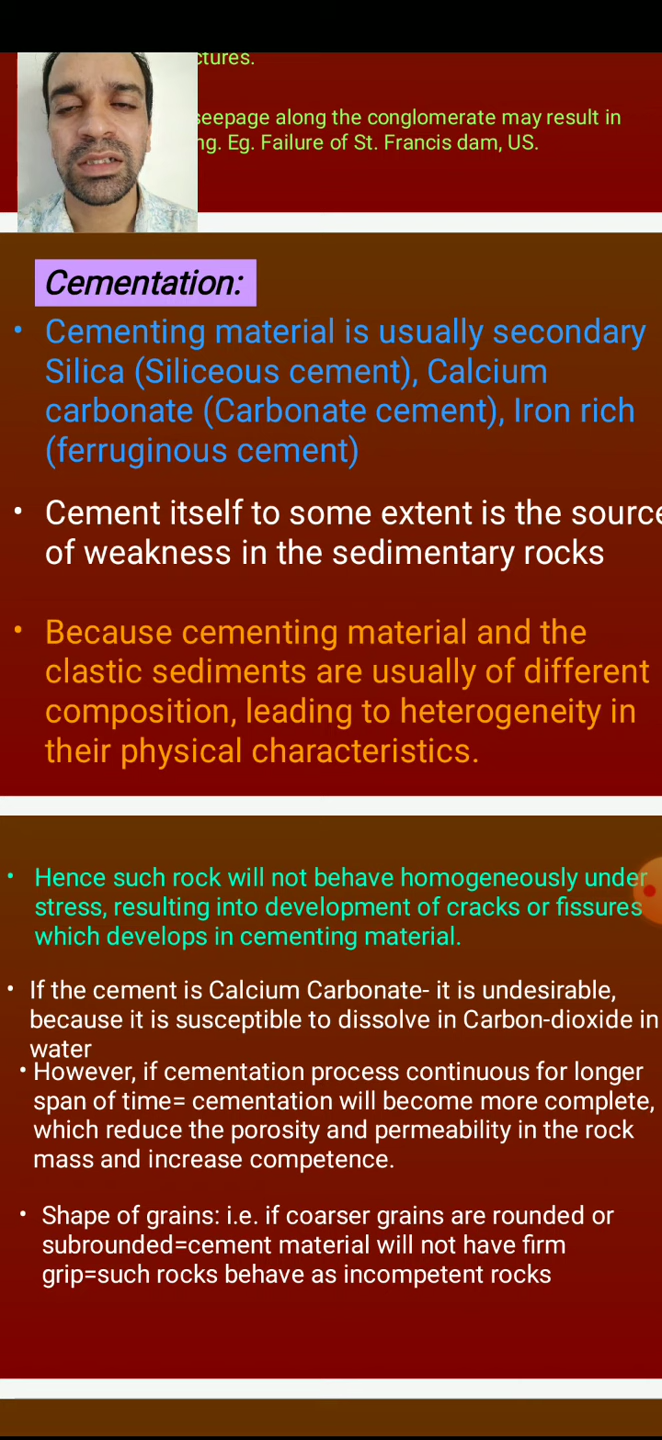 ctures.
seepage along the conglomerate may result in
ng. Eg. Failure of St. Francis dam, US.
Cementation:
• Cementing material is usually secondary
Silica (Siliceous cement), Calcium
carbonate (Carbonate cement), Iron rich
(ferruginous cement)
• Cement itself to some extent is the source
of weakness in the sedimentary rocks
• Because cementing material and the
clastic sediments are usually of different
composition, leading to heterogeneity in
their physical characteristics.
• Hence such rock will not behave homogeneously under
stress, resulting into development of cracks or fissures
which develops in cementing material.
• If the cement is Calcium Carbonate- it is undesirable,
because it is susceptible to dissolve in Carbon-dioxide in
water
• However, if cementation process continuous for longer
span of time= cementation will become more complete,
which reduce the porosity and permeability in the rock
mass and increase competence.
• Shape of grains: i.e. if coarser grains are rounded or
subrounded=cement material will not have firm
grip=such rocks behave as incompetent rocks